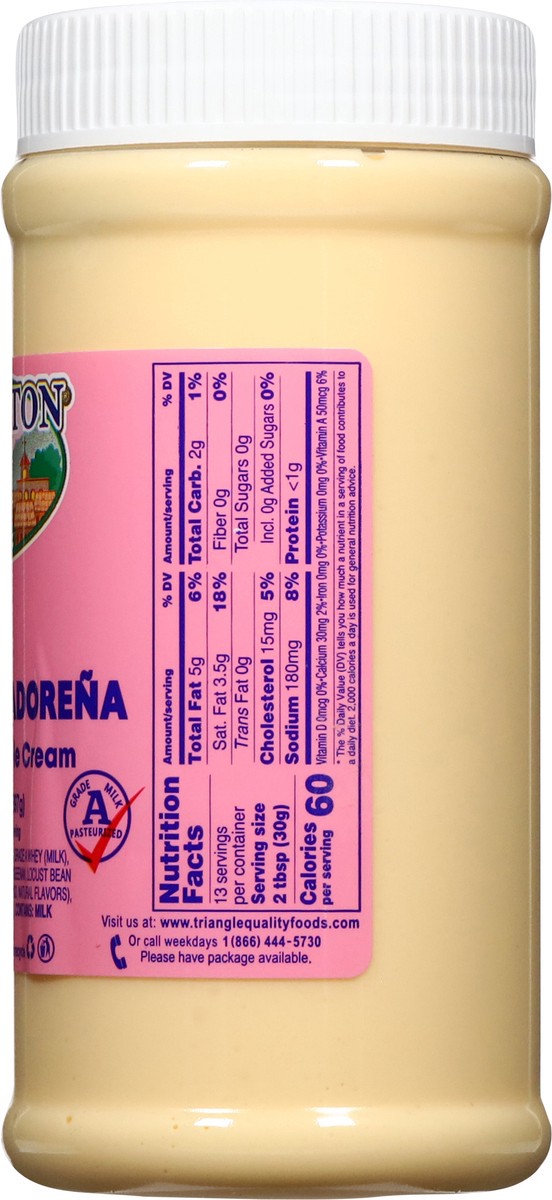 TON®
ADOREÑA
e Cream
GRADE A MILK
PASTEURIZED
WHEY (MILK),
LOCUST BEAN
NATURAL FLAVORS),
CONTAINS: MILK
Nutrition
Facts
13 servings
per container
Serving size
2 tbsp (30g)
Calories 60
per serving
Amount/serving % DV
Total Fat 5g 6%
Sat. Fat 3.5g 18%
Trans Fat 0g
Cholesterol 15mg 5%
Sodium 180mg 8%
Amount/serving % DV
Total Carb. 2g 1%
Fiber 0g 0%
Total Sugars 0g
Incl. 0g Added Sugars 0%
Protein <1g
Vitamin D 0mcg 0%•Calcium 30mg 2%•Iron 0mg 0%•Potassium 0mg 0%•Vitamin A 50mcg 6%
* The % Daily Value (DV) tells you how much a nutrient in a serving of food contributes to
a daily diet. 2,000 calories a day is used for general nutrition advice.
Visit us at: www.trianglequalityfoods.com
Or call weekdays 1 (866) 444-5730
Please have package available.